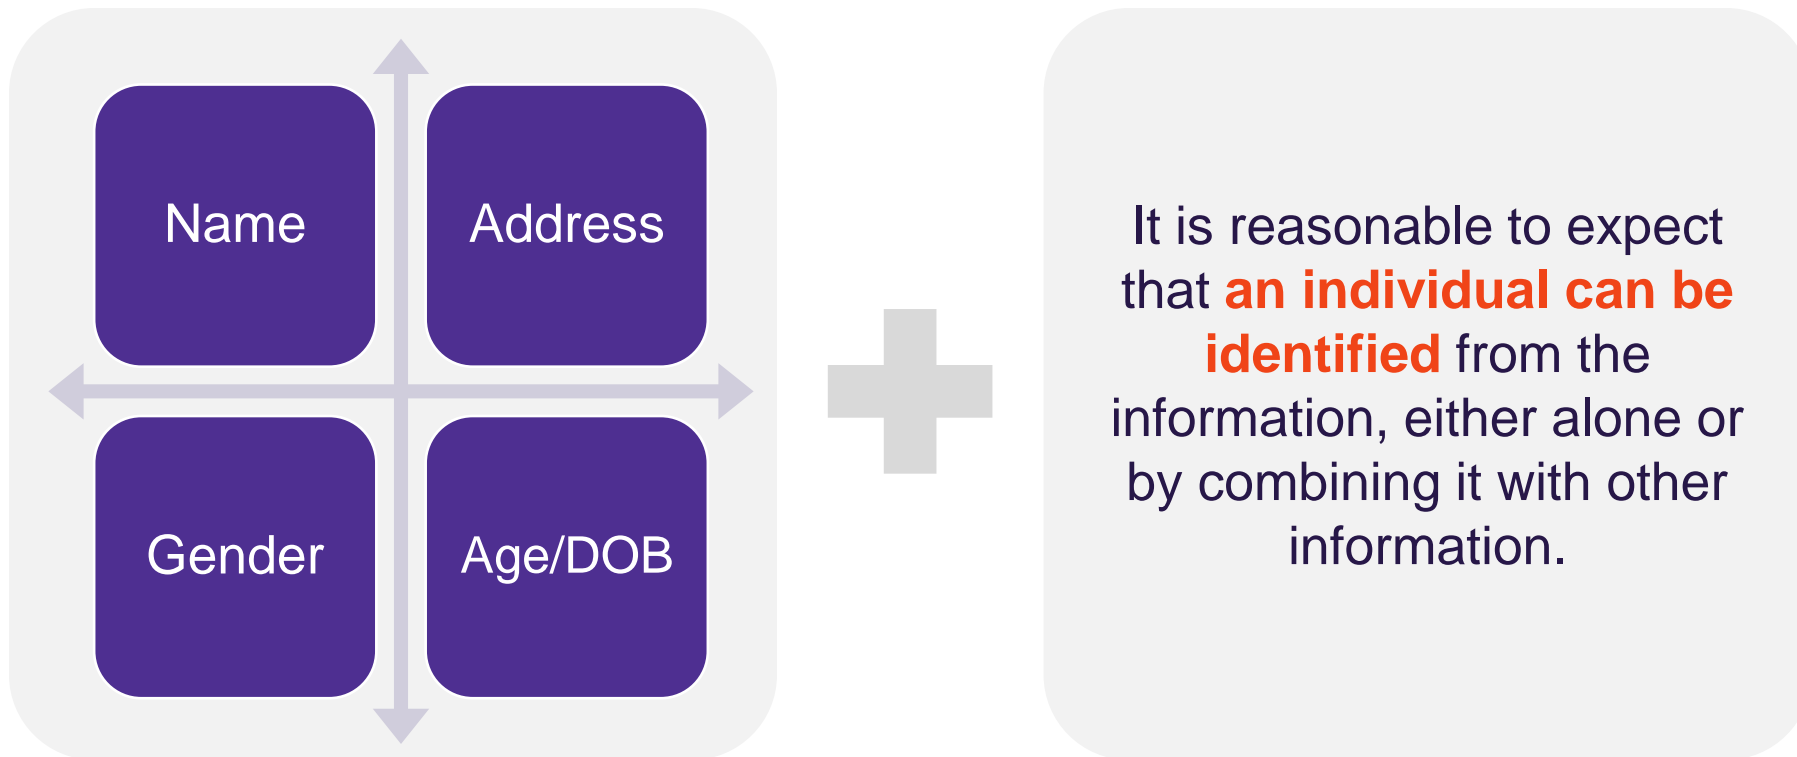 Name
Address
Gender
Age/DOB
It is reasonable to expect
that an individual can be
identified from the
information, either alone or
by combining it with other
information.